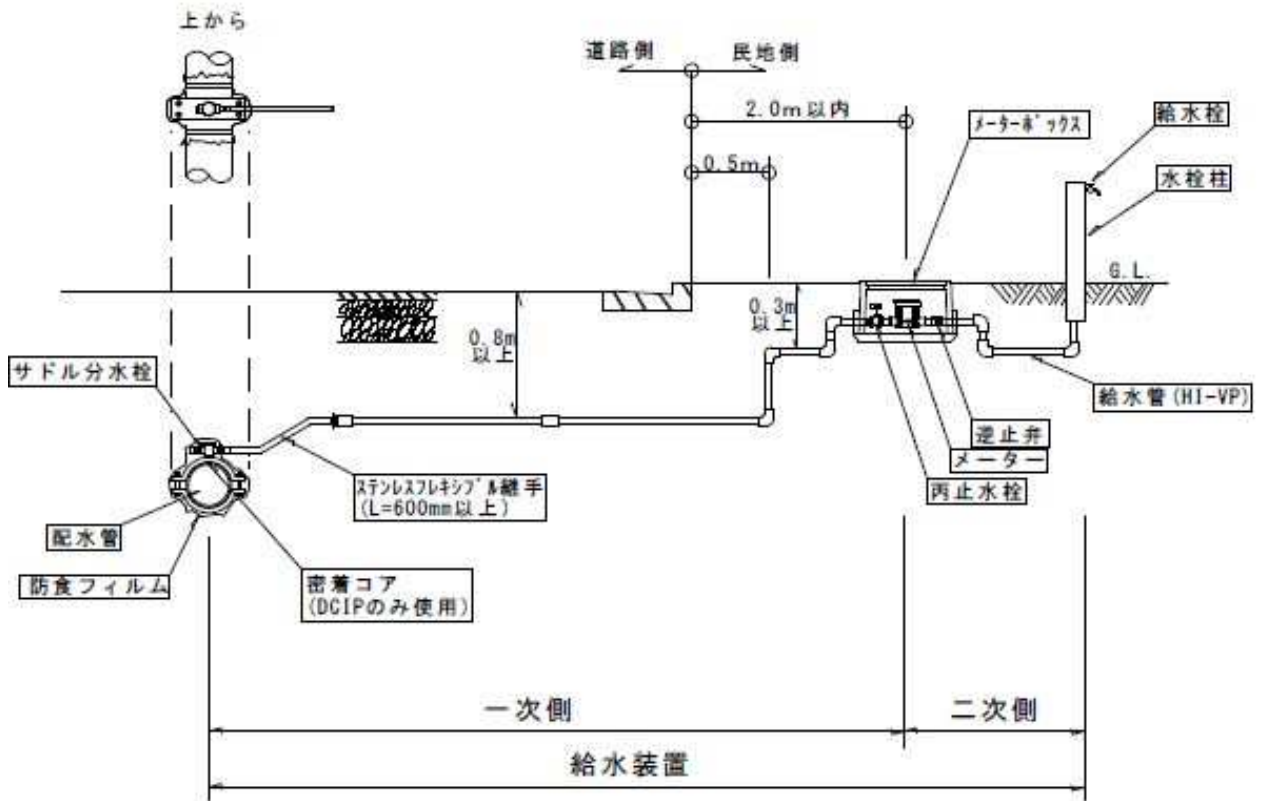 上から
道路側
民地側
2.0m以内
メーターボックス
給水栓
0.5m
水栓柱
G.L.
0.3m
以上
0.8m
以上
サドル分水栓
給水管(HI-VP)
逆止弁
メーター
丙止水栓
ステンレスフレキシブル継手
(L=600mm以上)
配水管
防食フィルム
密着コア
(DCIPのみ使用)
一次側
二次側
給水装置